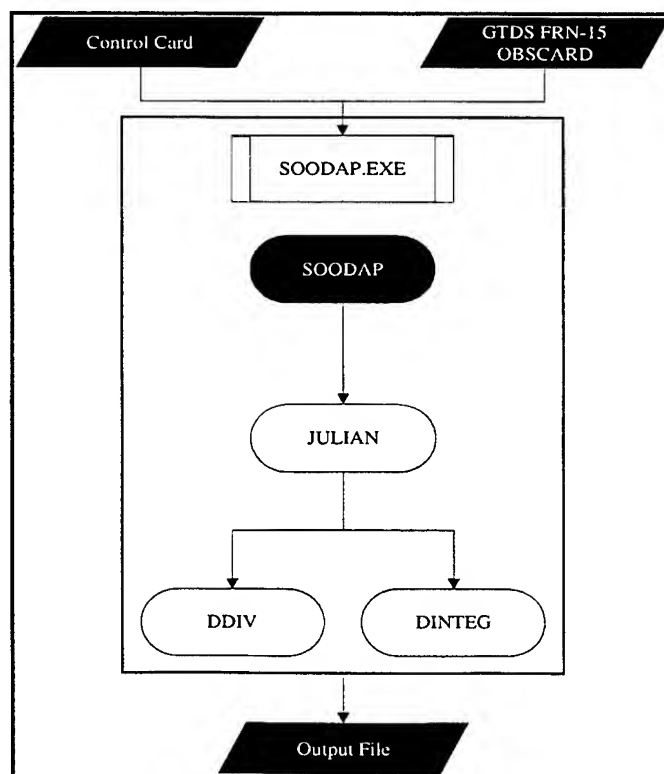 Control Card
GTDS FRN-15
OBSCARD
SOODAP.EXE
SOODAP
JULIAN
DDIV
DINTEG
Output File